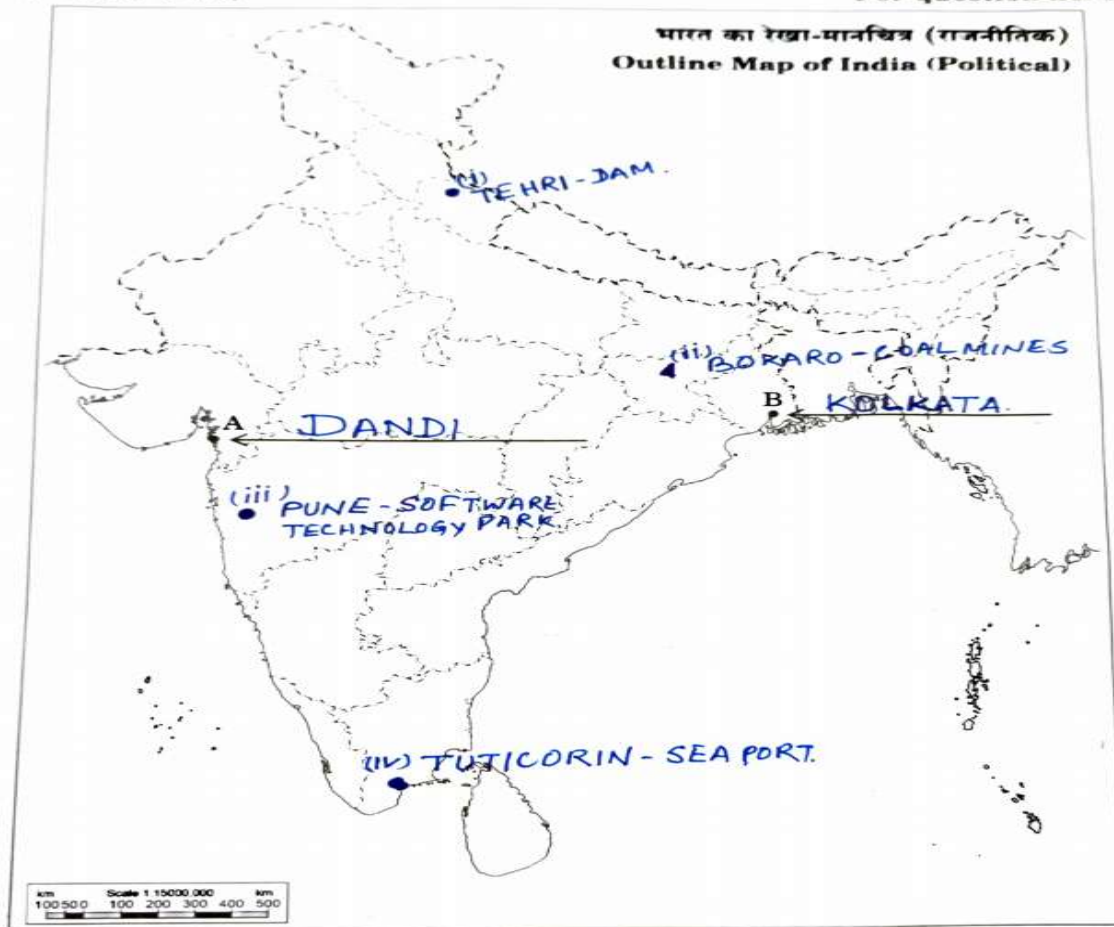 भारत का रेखा-मानचित्र (राजनीतिक)
Outline Map of India (Political)
(i)
TEHRI-DAM.
(ii) BOKARO-COALMINES
B KOLKATA.
A DANDI
(iii) PUNE-SOFTWARE
TECHNOLOGY PARK
(iv) TUTICORIN-SEA PORT.
km Scale 1:15000,000 km
100 50 0 100 200 300 400 500